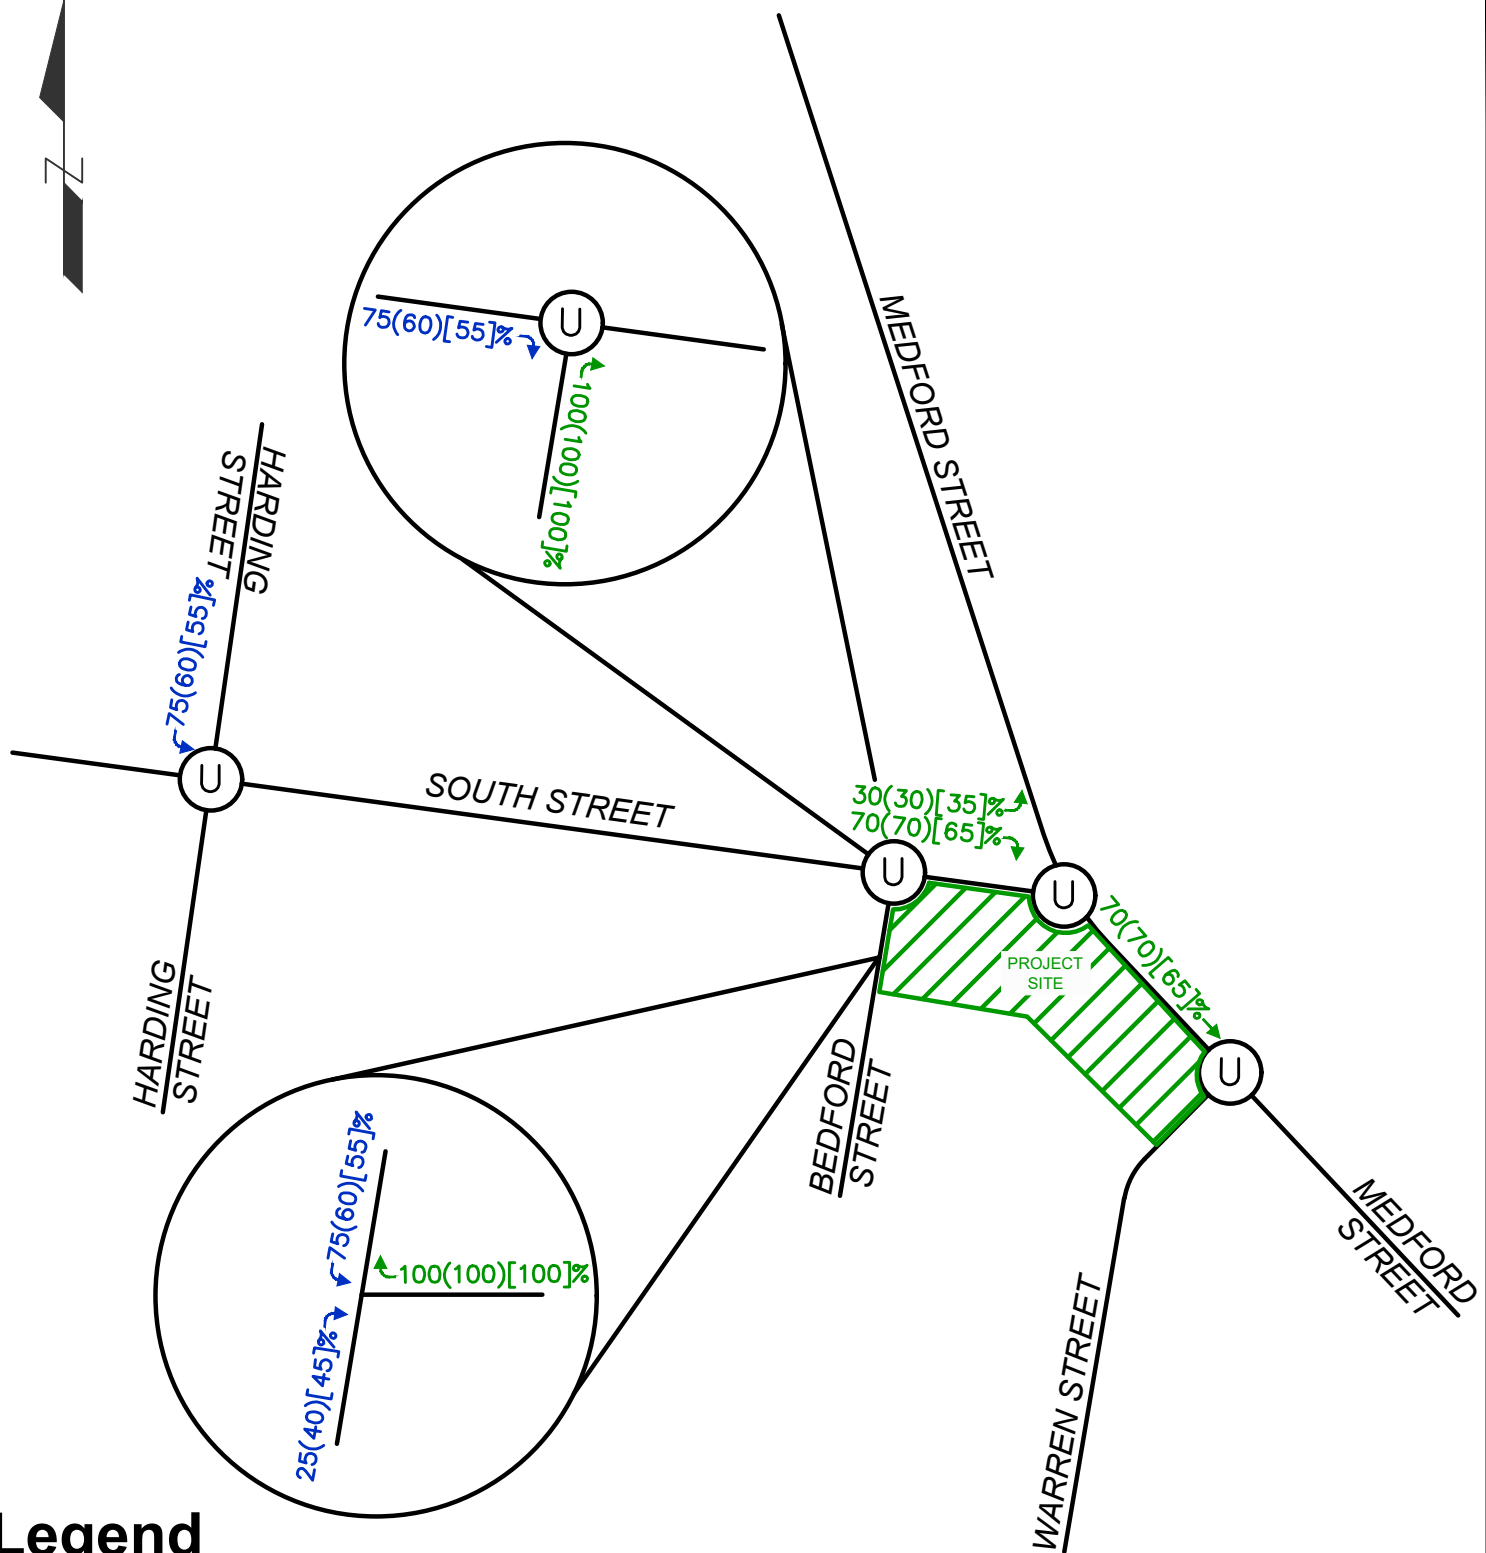 Z
MEDFORD STREET
75(60)[55]%
U
100(100)[100]%
HARDING
STREET
75(60)[55]%
U
SOUTH STREET
30(30)[35]%
70(70)[65]%
U
U
70(70)[65]%
PROJECT
SITE
U
HARDING
STREET
BEDFORD
STREET
MEDFORD
STREET
75(60)[55]%
100(100)[100]%
25(40)[45]%
WARREN STREET
Legend